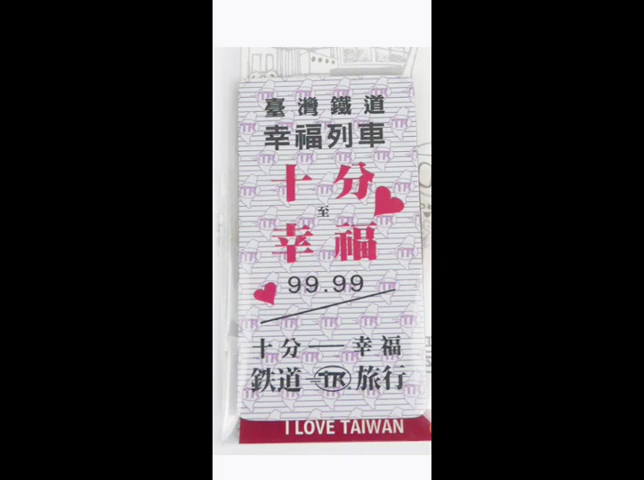 臺灣鐵道
幸福列車
十分
至
幸福
99.99
十分——幸福
鉄道 TR 旅行
I LOVE TAIWAN